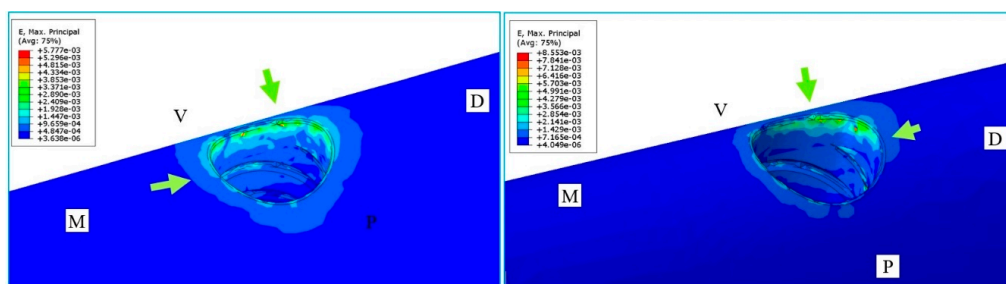 E, Max. Principal
(Avg: 75%)
+5.777e-03
+5.296e-03
+4.815e-03
+4.334e-03
+3.853e-03
+3.371e-03
+2.890e-03
+2.409e-03
+1.928e-03
+1.447e-03
+9.659e-04
+4.847e-04
+3.638e-06
V
D
M
P
E, Max. Principal
(Avg: 75%)
+8.553e-03
+7.841e-03
+7.128e-03
+6.416e-03
+5.703e-03
+4.991e-03
+4.279e-03
+3.566e-03
+2.854e-03
+2.141e-03
+1.429e-03
+7.165e-04
+4.049e-06
V
D
M
P